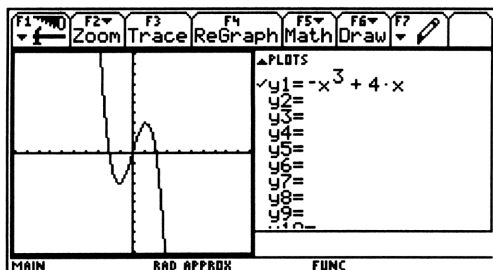 F1 F2 Zoom F3 Trace F4 ReGraph F5 Math F6 Draw F7
PLOTS
✓y1=-x^3 + 4·x
y2=
y3=
y4=
y5=
y6=
y7=
y8=
y9=
MAIN RAD APPROX FUNC